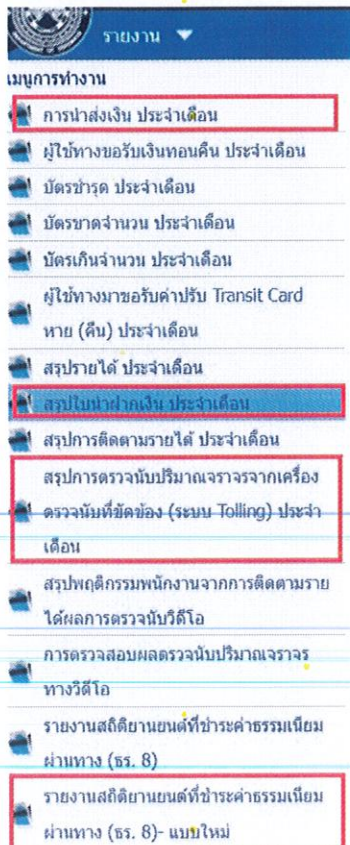 รายงาน
เมนูการทำงาน
การนำส่งเงิน ประจำเดือน
ผู้ใช้ทางขอรับเงินทอนคืน ประจำเดือน
บัตรชำรุด ประจำเดือน
บัตรขาดจำนวน ประจำเดือน
บัตรเกินจำนวน ประจำเดือน
ผู้ใช้ทางมาขอรับค่าปรับ Transit Card
หาย (คืน) ประจำเดือน
สรุปรายได้ ประจำเดือน
สรุปใบนำฝากเงิน ประจำเดือน
สรุปการติดตามรายได้ ประจำเดือน
สรุปการตรวจนับปริมาณจราจรจากเครื่อง
ตรวจนับที่ขัดข้อง (ระบบ Tolling) ประจำ
เดือน
สรุปพฤติกรรมพนักงานจากการติดตามราย
ได้ผลการตรวจนับวิดีโอ
การตรวจสอบผลตรวจนับปริมาณจราจร
ทางวิดีโอ
รายงานสถิติยานยนต์ที่ชำระค่าธรรมเนียม
ผ่านทาง (ธร. 8)
รายงานสถิติยานยนต์ที่ชำระค่าธรรมเนียม
ผ่านทาง (ธร. 8)- แบบใหม่